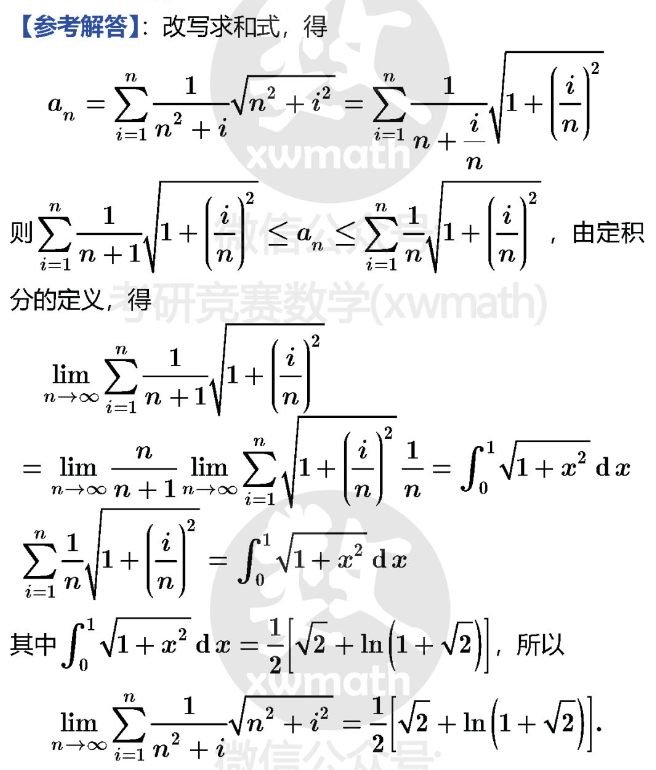 【参考解答】：改写求和式，得
$a_n = \sum_{i=1}^{n} \frac{1}{n^2+i}\sqrt{n^2+i^2} = \sum_{i=1}^{n} \frac{1}{n+\frac{i}{n}}\sqrt{1+\left(\frac{i}{n}\right)^2}$
xwmath
则 $\sum_{i=1}^{n} \frac{1}{n+1}\sqrt{1+\left(\frac{i}{n}\right)^2} \leq a_n \leq \sum_{i=1}^{n} \frac{1}{n}\sqrt{1+\left(\frac{i}{n}\right)^2}$ ，由定积
微信公众号
分的定义，得
考研竞赛数学(xwmath)
$\lim_{n\to\infty} \sum_{i=1}^{n} \frac{1}{n+1}\sqrt{1+\left(\frac{i}{n}\right)^2}$
$= \lim_{n\to\infty} \frac{n}{n+1} \lim_{n\to\infty} \sum_{i=1}^{n} \sqrt{1+\left(\frac{i}{n}\right)^2} \frac{1}{n} = \int_0^1 \sqrt{1+x^2}\,\mathrm{d}x$
$\sum_{i=1}^{n} \frac{1}{n}\sqrt{1+\left(\frac{i}{n}\right)^2} = \int_0^1 \sqrt{1+x^2}\,\mathrm{d}x$
其中 $\int_0^1 \sqrt{1+x^2}\,\mathrm{d}x = \frac{1}{2}\left[\sqrt{2}+\ln\left(1+\sqrt{2}\right)\right]$，所以
xwmath
$\lim_{n\to\infty} \sum_{i=1}^{n} \frac{1}{n^2+i}\sqrt{n^2+i^2} = \frac{1}{2}\left[\sqrt{2}+\ln\left(1+\sqrt{2}\right)\right].$
微信公众号: